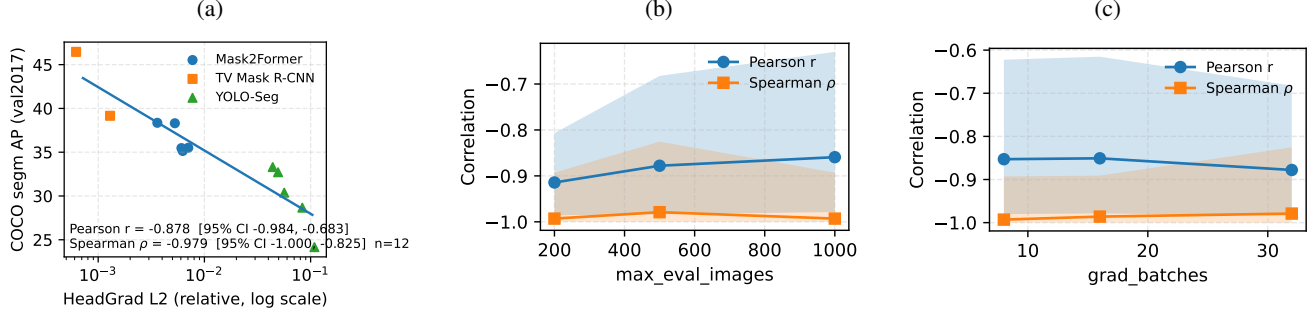 (a)
COCO segm AP (val2017)
45
40
35
30
25
Mask2Former
TV Mask R-CNN
YOLO-Seg
Pearson r = -0.878 [95% CI -0.984, -0.683]
Spearman ρ = -0.979 [95% CI -1.000, -0.825] n=12
10⁻³ 10⁻² 10⁻¹
HeadGrad L2 (relative, log scale)
(b)
Correlation
−0.7
−0.8
−0.9
−1.0
Pearson r
Spearman ρ
200 400 600 800 1000
max_eval_images
(c)
Correlation
−0.6
−0.7
−0.8
−0.9
−1.0
Pearson r
Spearman ρ
10 20 30
grad_batches